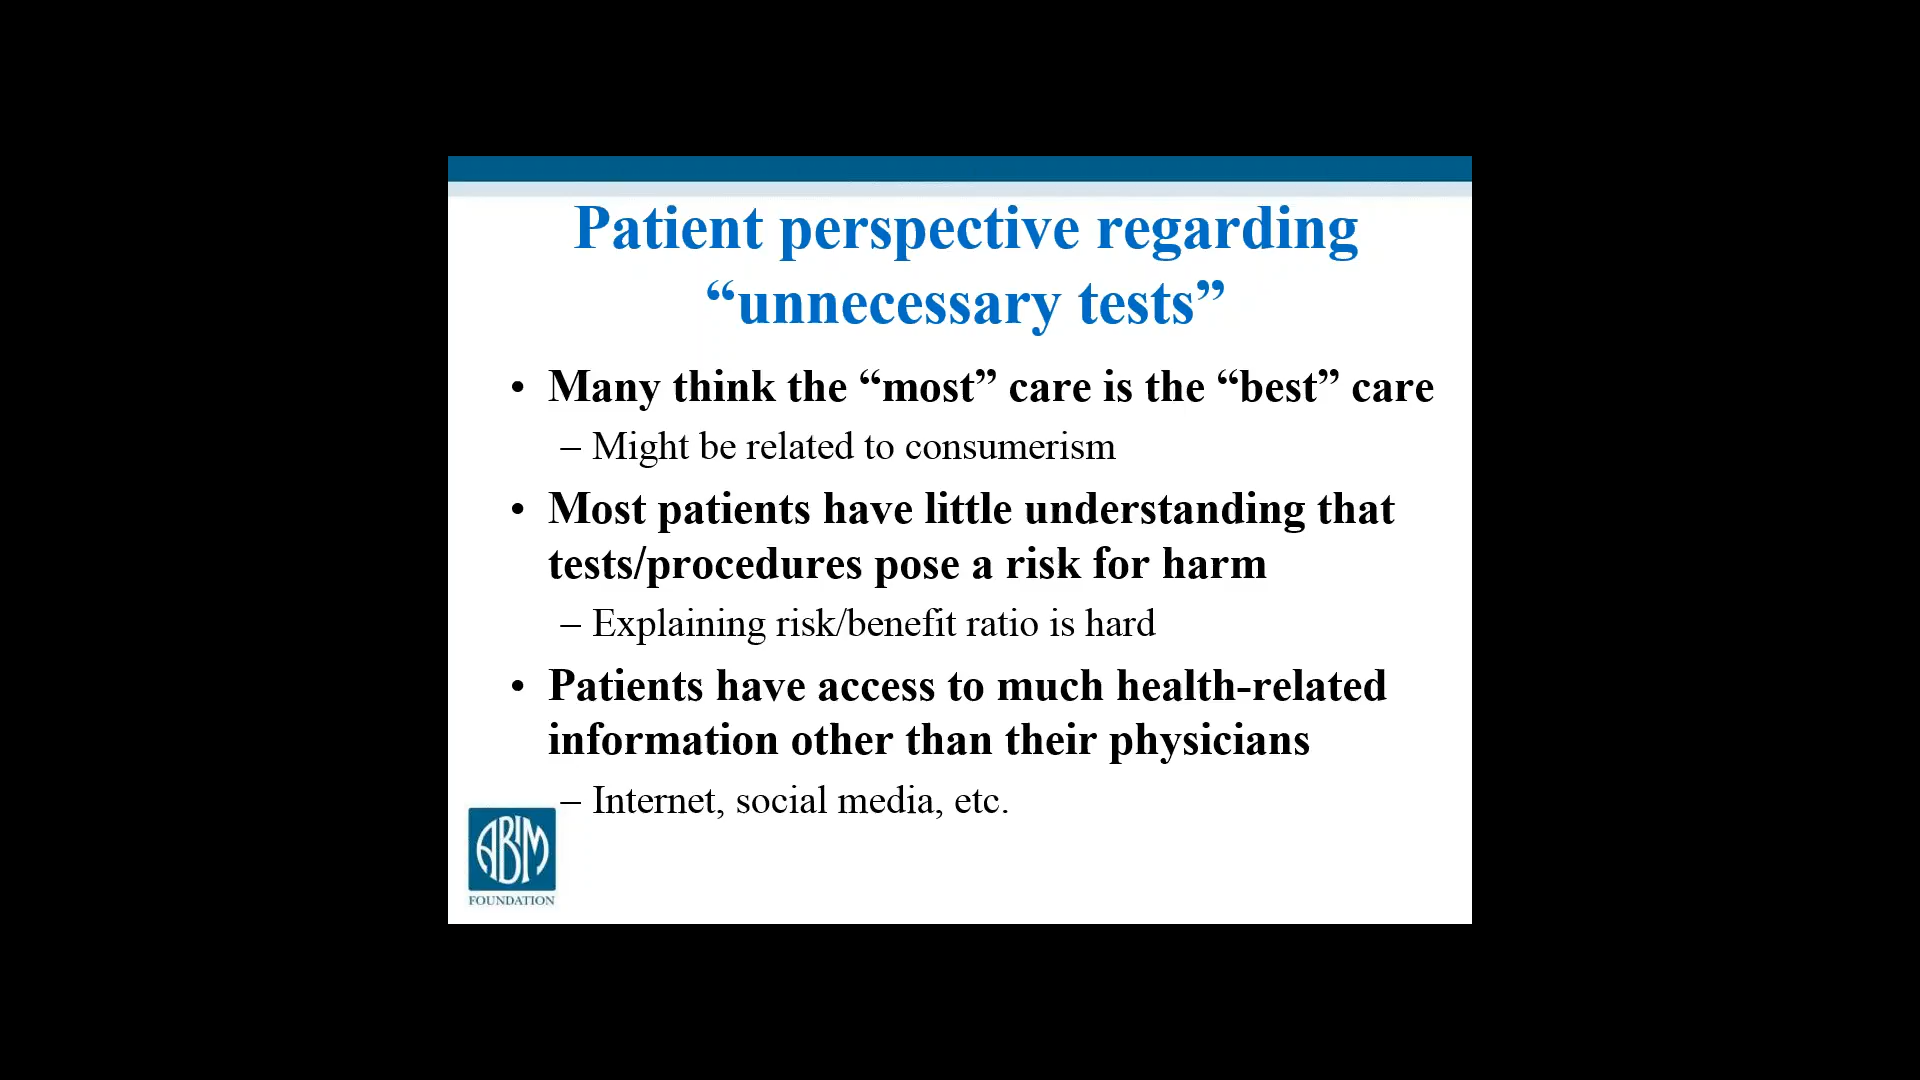 Patient perspective regarding
“unnecessary tests”
• Many think the “most” care is the “best” care
– Might be related to consumerism
• Most patients have little understanding that
tests/procedures pose a risk for harm
– Explaining risk/benefit ratio is hard
• Patients have access to much health-related
information other than their physicians
– Internet, social media, etc.
ABIM
FOUNDATION